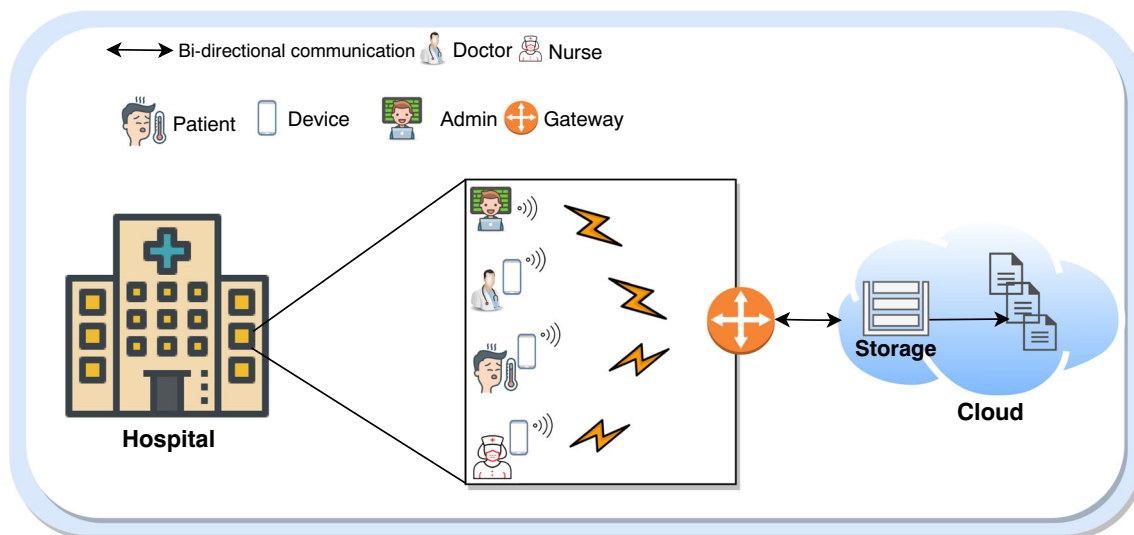 Bi-directional communication Doctor Nurse
Patient Device Admin Gateway
Hospital
Storage
Cloud